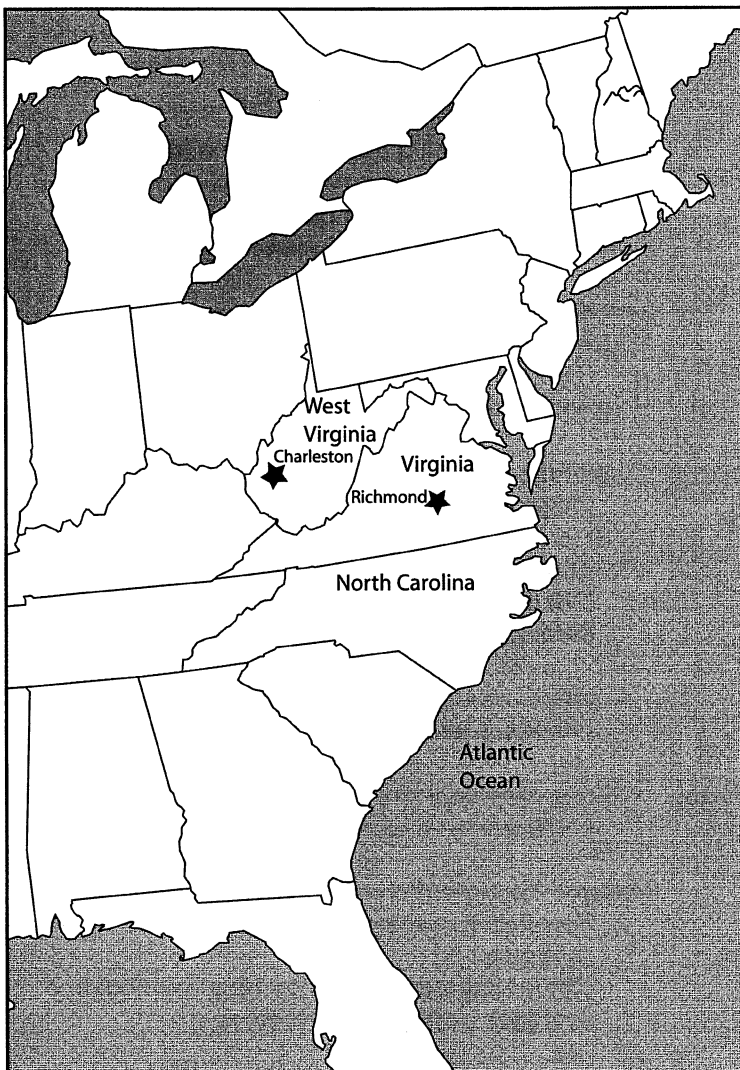 West
Virginia
Charleston
Virginia
Richmond
North Carolina
Atlantic
Ocean